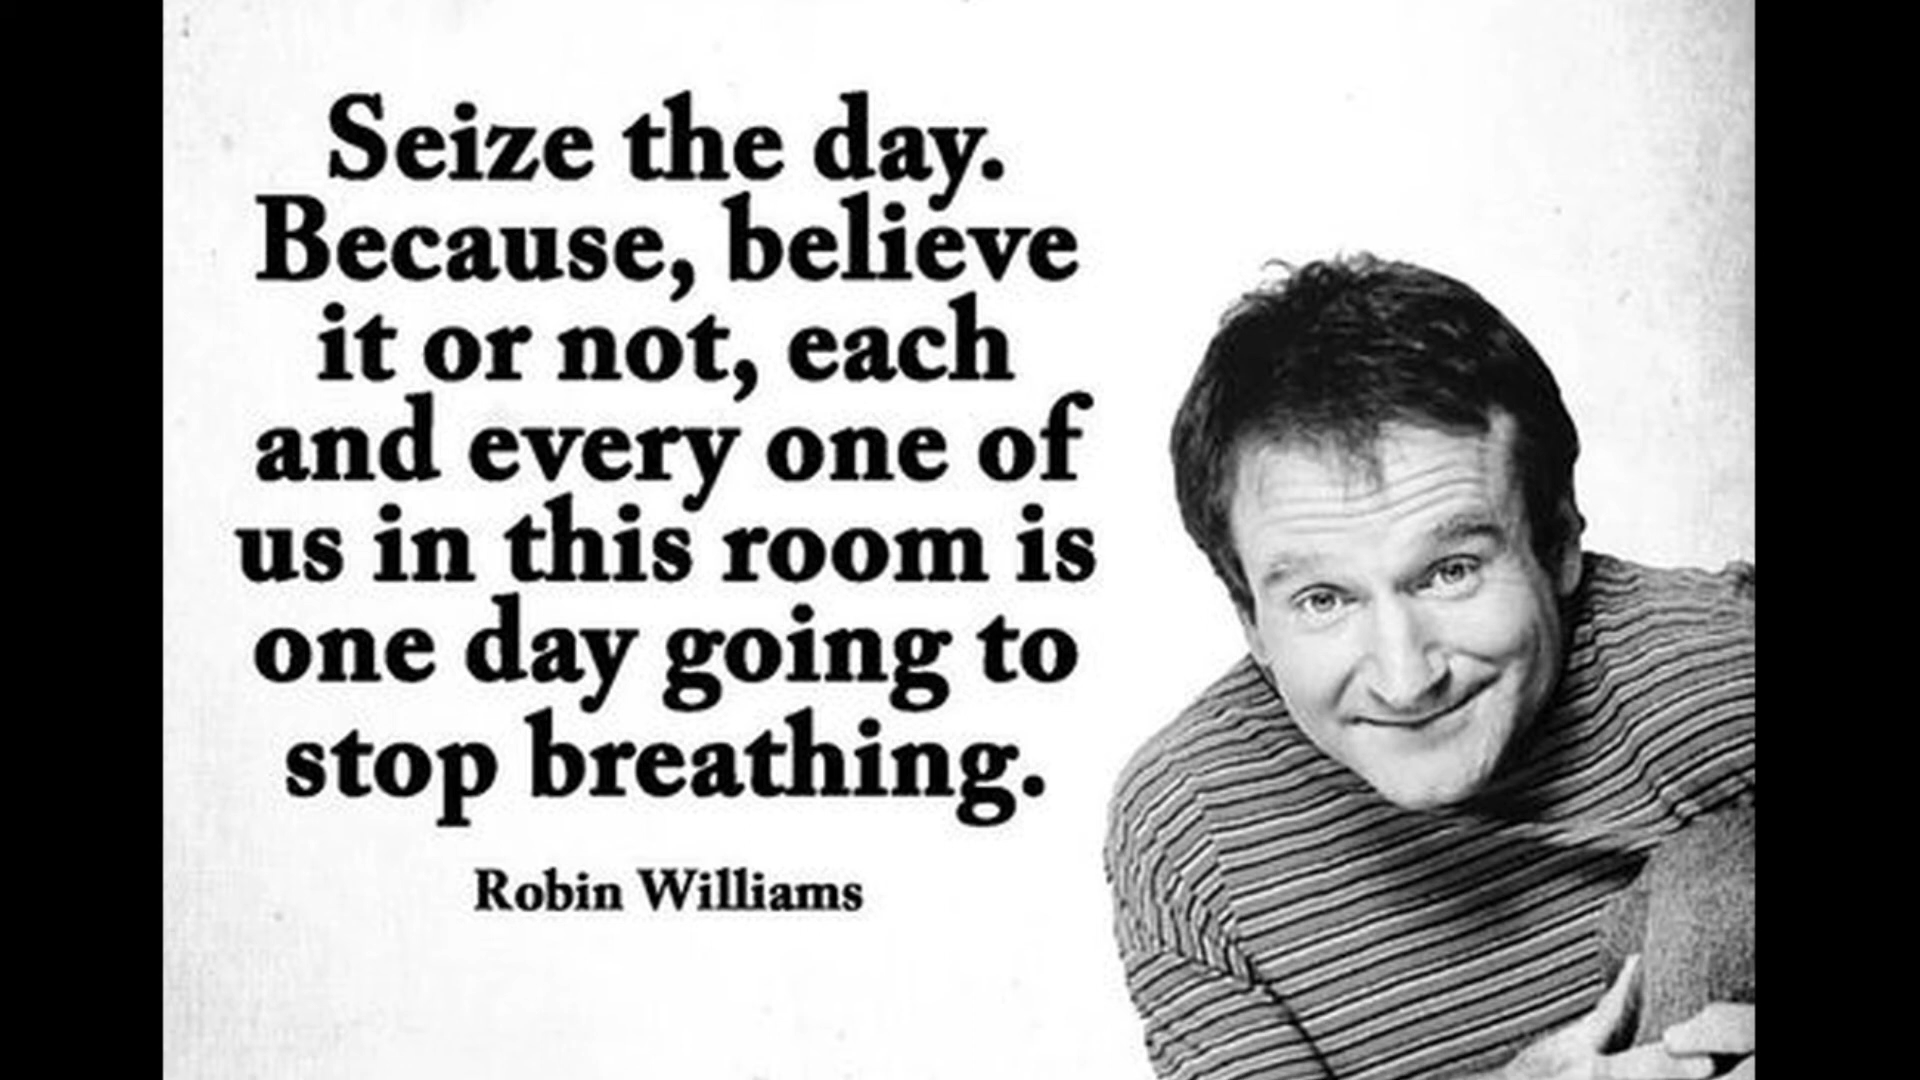 Seize the day.
Because, believe
it or not, each
and every one of
us in this room is
one day going to
stop breathing.
Robin Williams